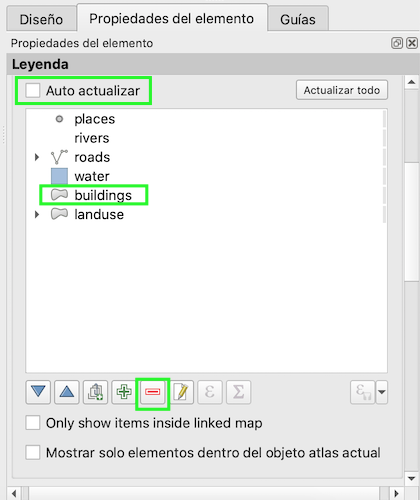 Diseño Propiedades del elemento Guías
Propiedades del elemento
Leyenda
Auto actualizar Actualizar todo
places
rivers
roads
water
buildings
landuse
ε Σ ε
Only show items inside linked map
Mostrar solo elementos dentro del objeto atlas actual